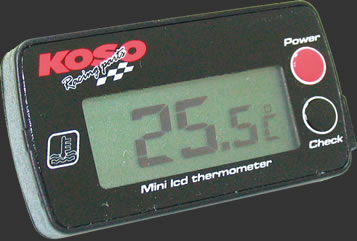 KOSO
Racing parts
Power
25.5°C
Check
Mini lcd thermometer